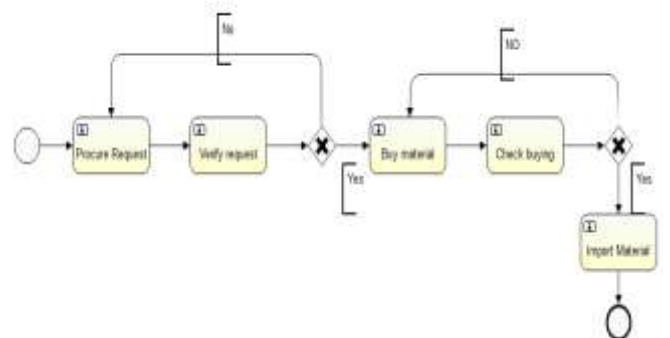 No
NO
Procure Request
Verify request
Buy material
Check buying
Yes
Yes
Import Material